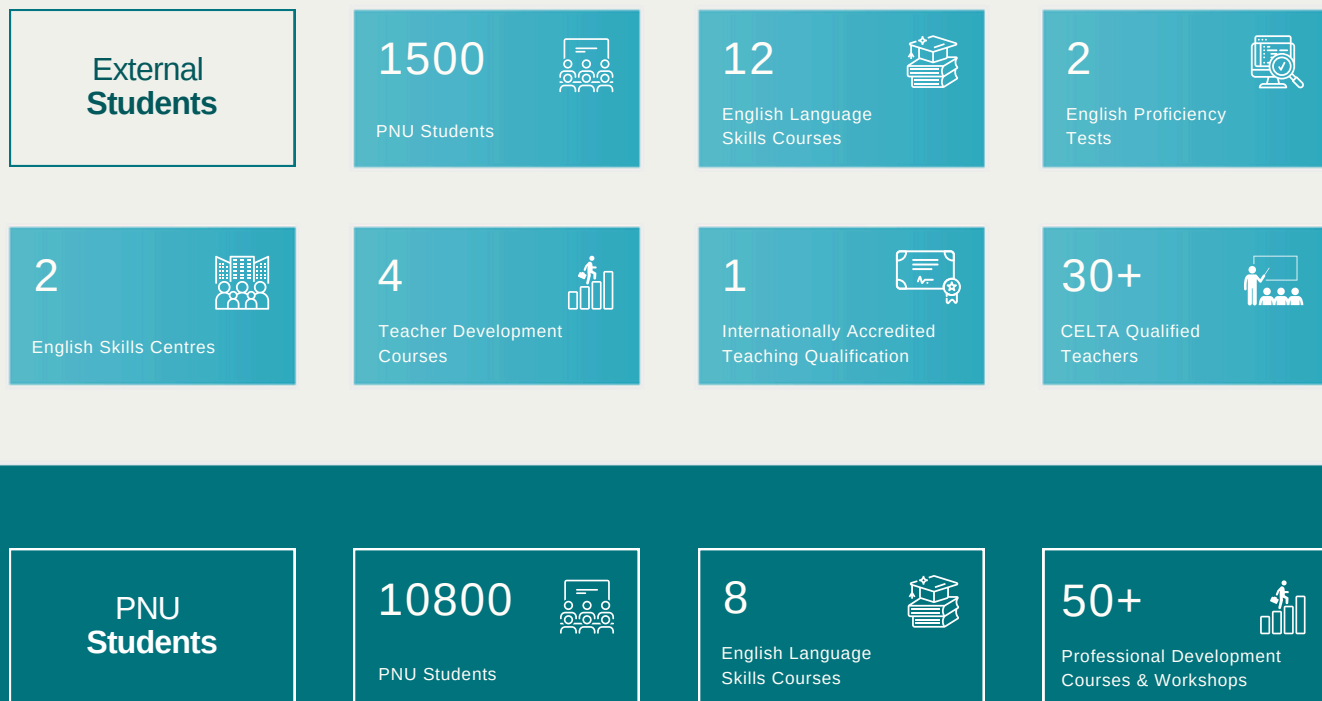 External
Students
1500
PNU Students
12
English Language
Skills Courses
2
English Proficiency
Tests
2
English Skills Centres
4
Teacher Development
Courses
1
Internationally Accredited
Teaching Qualification
30+
CELTA Qualified
Teachers
PNU
Students
10800
PNU Students
8
English Language
Skills Courses
50+
Professional Development
Courses & Workshops